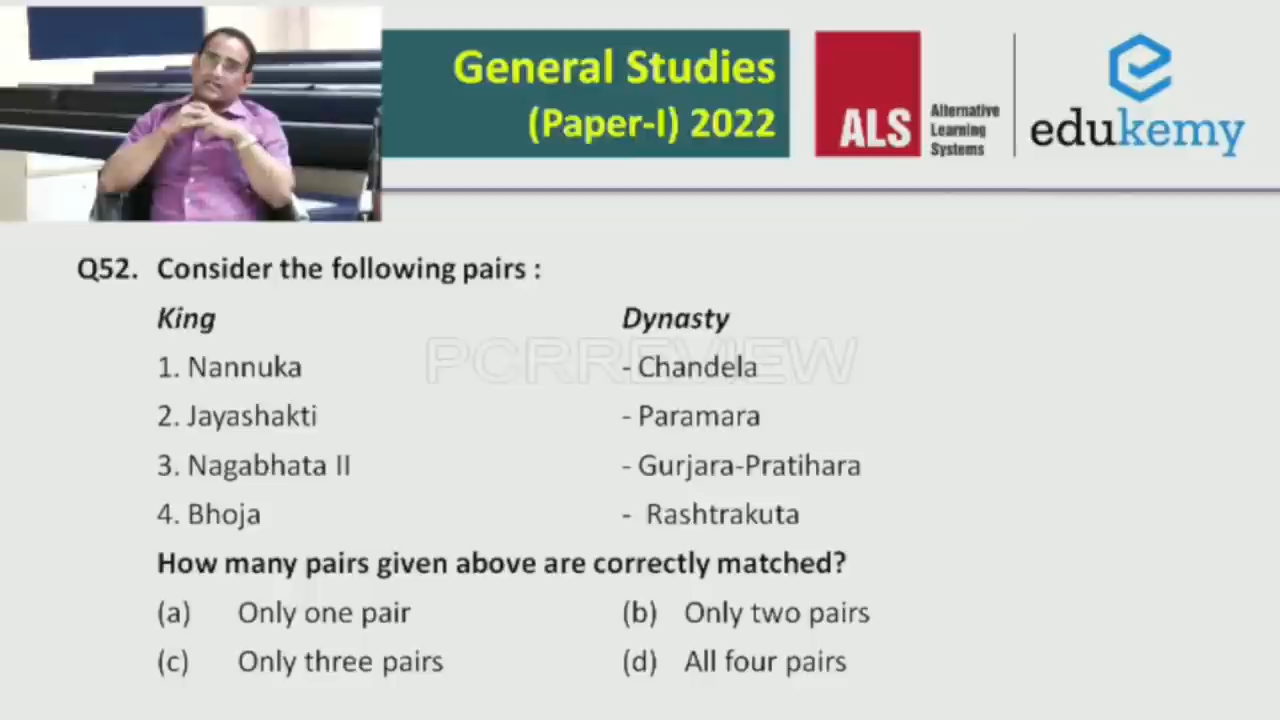 General Studies
(Paper-I) 2022
ALS
Alternative
Learning
Systems
edukemy
Q52. Consider the following pairs :
King Dynasty
1. Nannuka - Chandela
2. Jayashakti - Paramara
3. Nagabhata II - Gurjara-Pratihara
4. Bhoja - Rashtrakuta
PCRREVIEW
How many pairs given above are correctly matched?
(a) Only one pair (b) Only two pairs
(c) Only three pairs (d) All four pairs